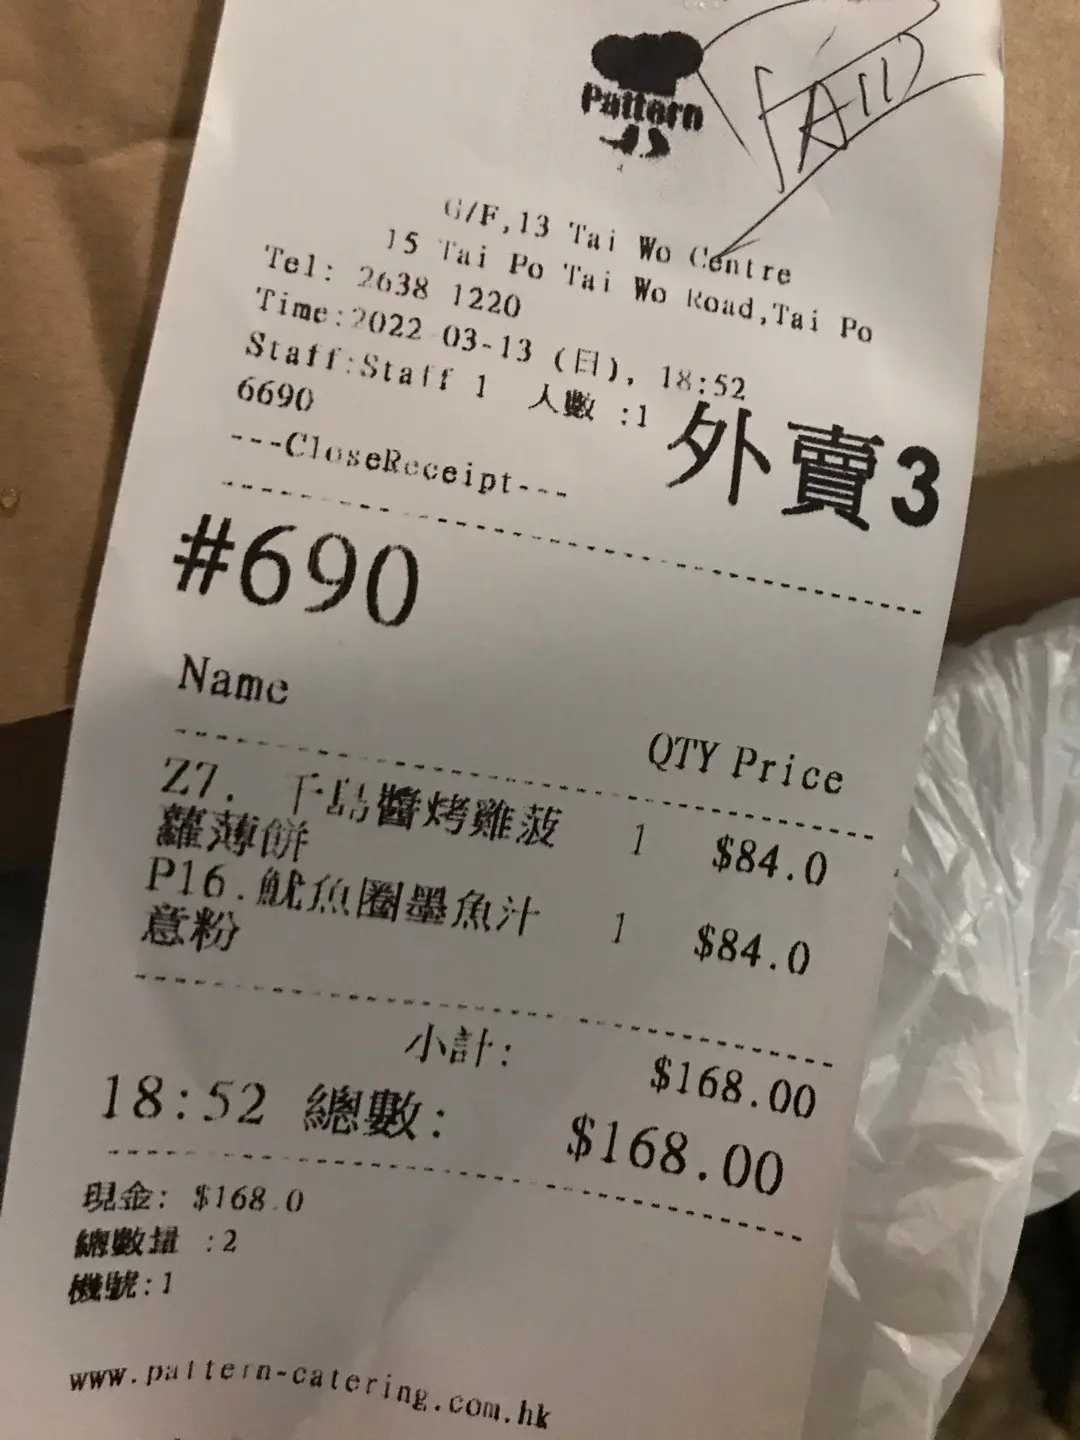 Pattern
G/F,13 Tai Wo Centre
15 Tai Po Tai Wo Road,Tai Po
Tel: 2638 1220
Time:2022-03-13 (日), 18:52
Staff:Staff 1 人數 :1
6690
外賣3
---CloseReceipt---
#690
Name
QTY Price
Z7. 千品醬烤雞菠 1 $84.0
蘿薄餅
P16.魷魚圈墨魚汁 1 $84.0
意粉
小計: $168.00
18:52 總數: $168.00
現金: $168.0
總數量 :2
機號:1
www.pattern-catering.com.hk